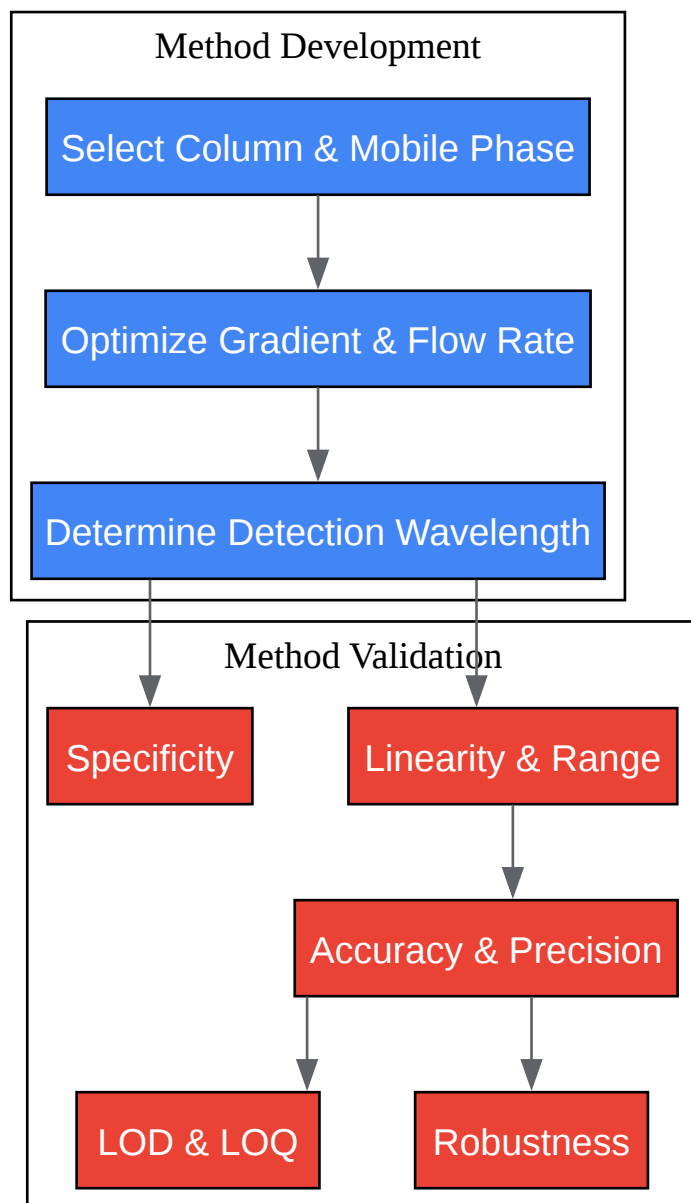 Method Development
Select Column & Mobile Phase
Optimize Gradient & Flow Rate
Determine Detection Wavelength
Method Validation
Specificity
Linearity & Range
Accuracy & Precision
LOD & LOQ
Robustness